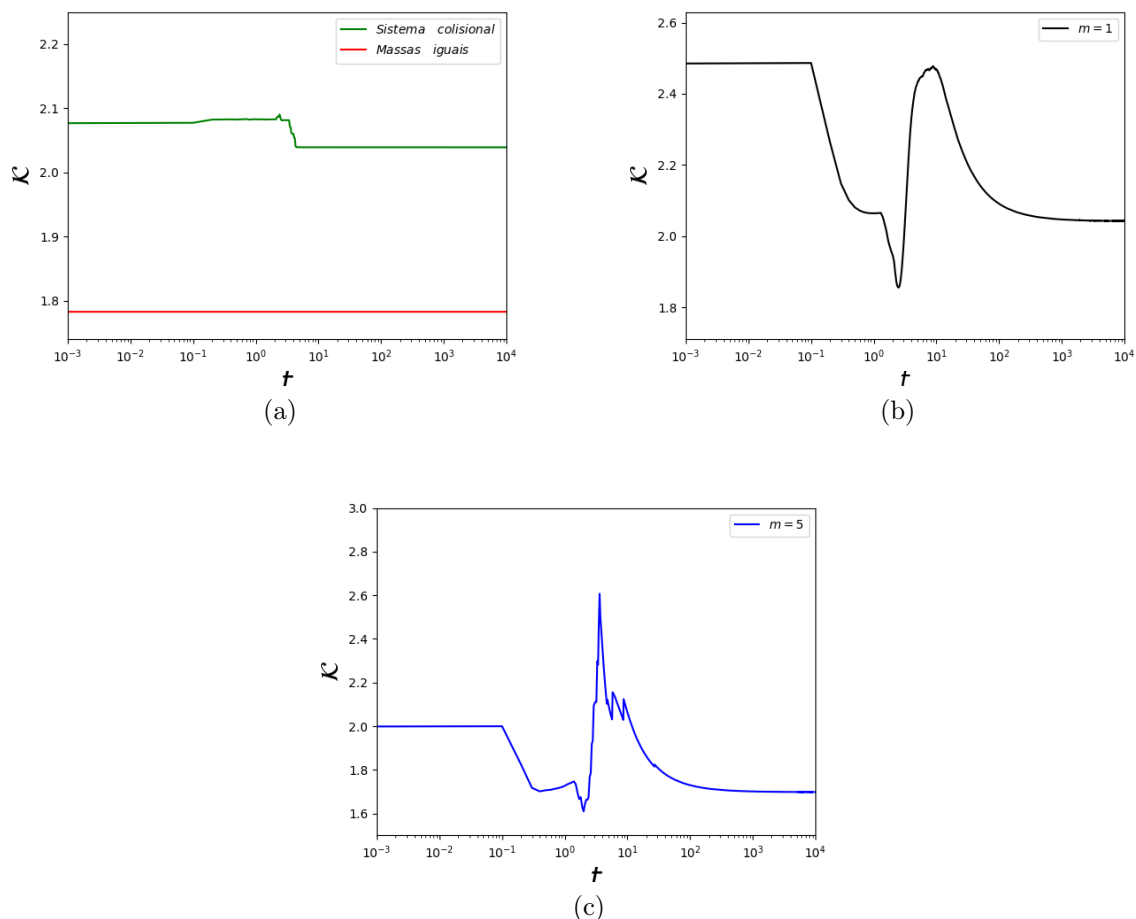 Sistema colisional
Massas iguais
2.2
2.1
2.0
1.9
1.8
𝒦
10⁻³ 10⁻² 10⁻¹ 10⁰ 10¹ 10² 10³ 10⁴
t
(a)
m = 1
2.6
2.4
2.2
2.0
1.8
𝒦
10⁻³ 10⁻² 10⁻¹ 10⁰ 10¹ 10² 10³ 10⁴
t
(b)
m = 5
3.0
2.8
2.6
2.4
2.2
2.0
1.8
1.6
𝒦
10⁻³ 10⁻² 10⁻¹ 10⁰ 10¹ 10² 10³ 10⁴
t
(c)